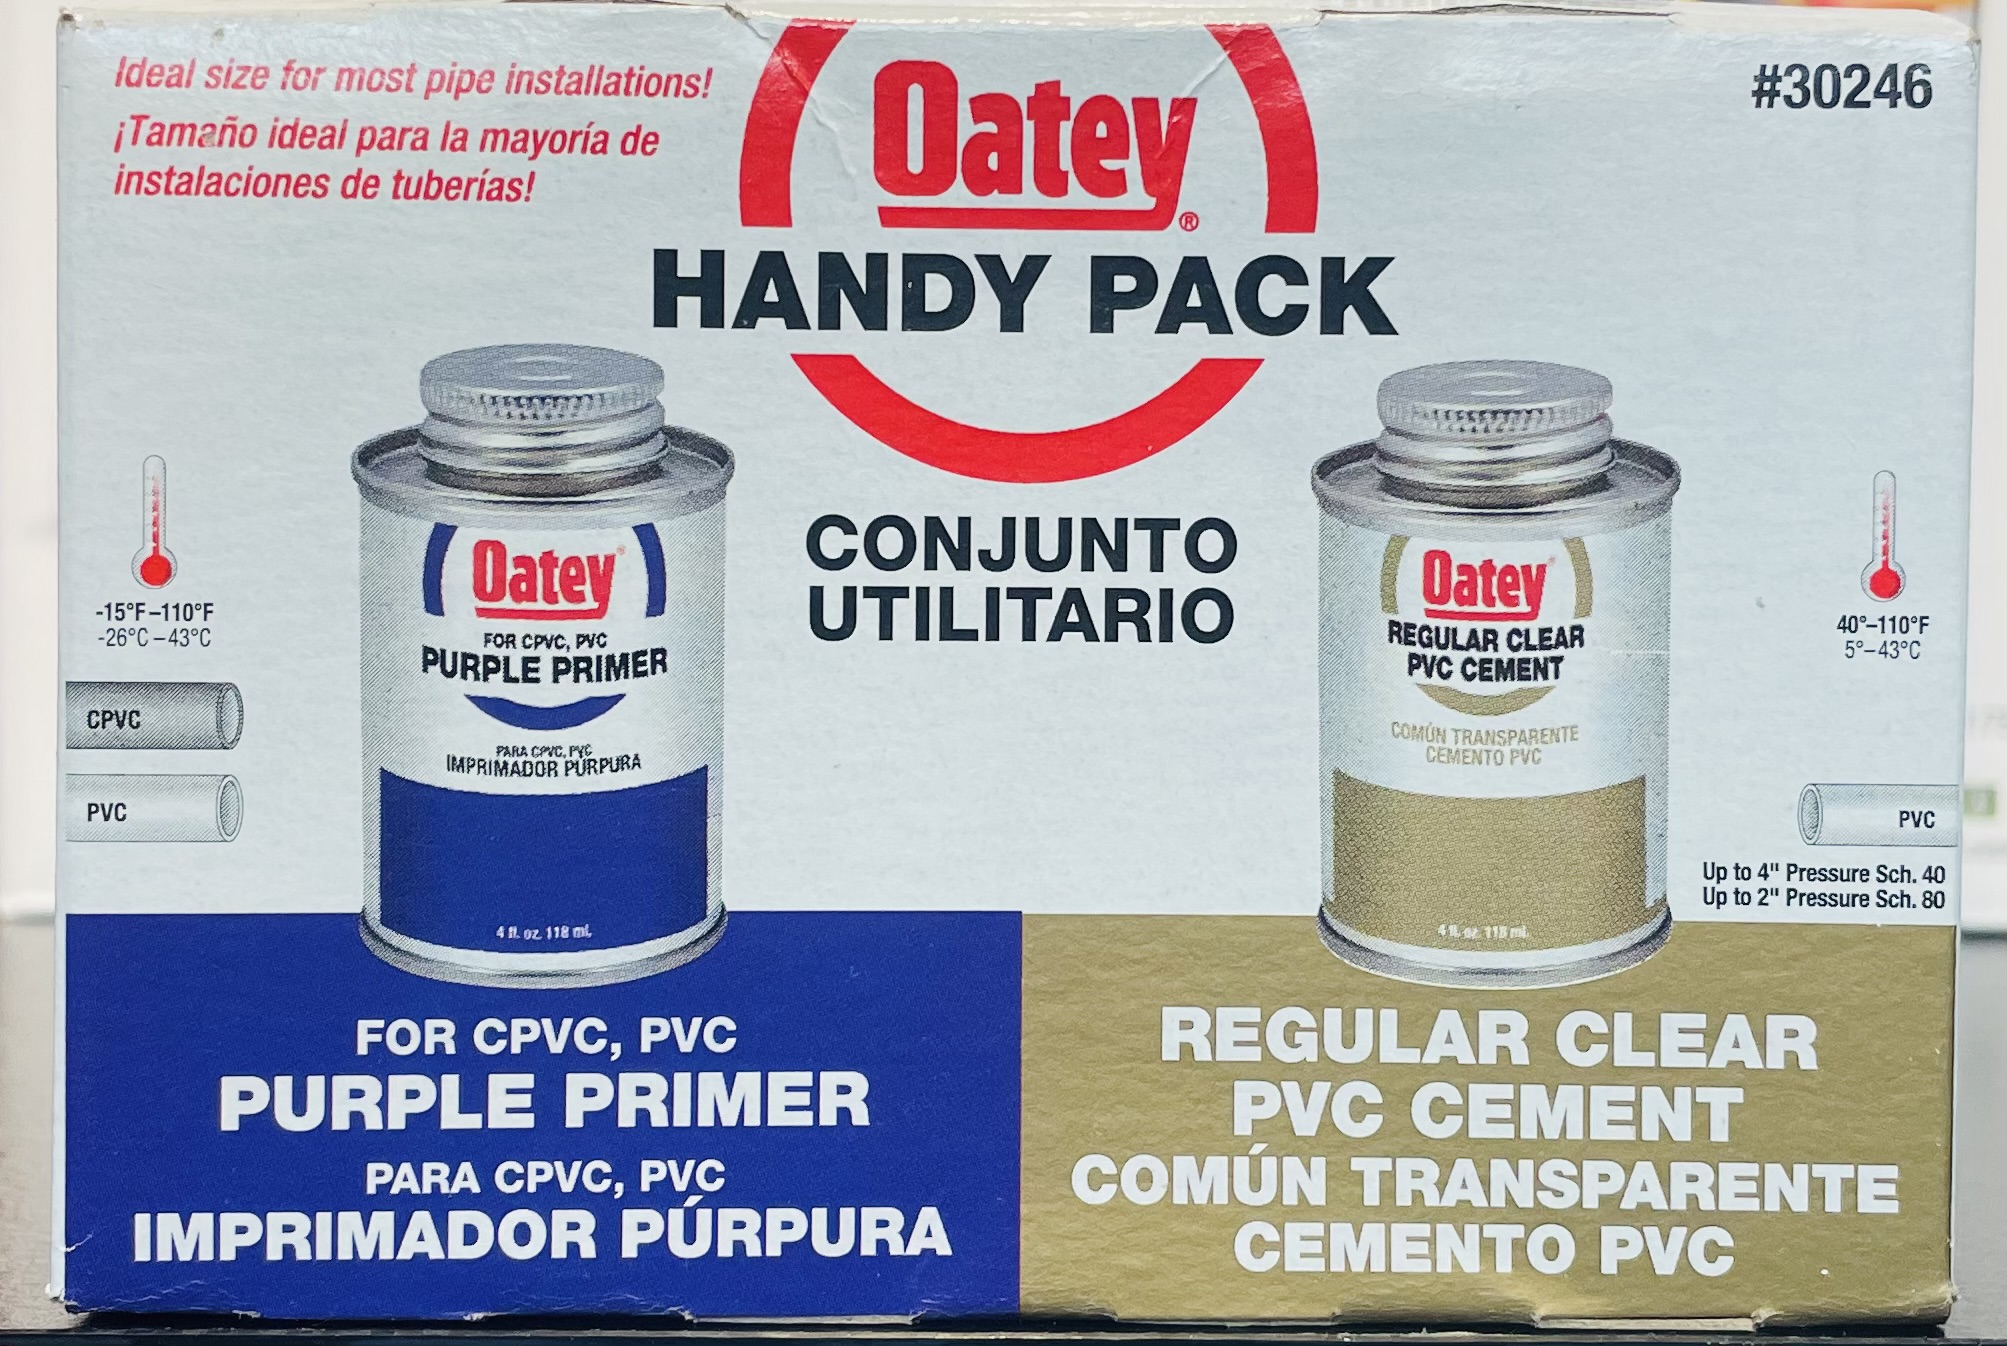 Ideal size for most pipe installations!
¡Tamaño ideal para la mayoría de
instalaciones de tuberías!
Oatey®
#30246
HANDY PACK
CONJUNTO
UTILITARIO
-15°F–110°F
-26°C–43°C
CPVC
PVC
Oatey®
FOR CPVC, PVC
PURPLE PRIMER
PARA CPVC, PVC
IMPRIMADOR PÚRPURA
4 fl. oz. 118 mL
Oatey
REGULAR CLEAR
PVC CEMENT
COMÚN TRANSPARENTE
CEMENTO PVC
4 fl. oz. 118 mL
40°–110°F
5°–43°C
PVC
Up to 4" Pressure Sch. 40
Up to 2" Pressure Sch. 80
FOR CPVC, PVC
PURPLE PRIMER
PARA CPVC, PVC
IMPRIMADOR PÚRPURA
REGULAR CLEAR
PVC CEMENT
COMÚN TRANSPARENTE
CEMENTO PVC